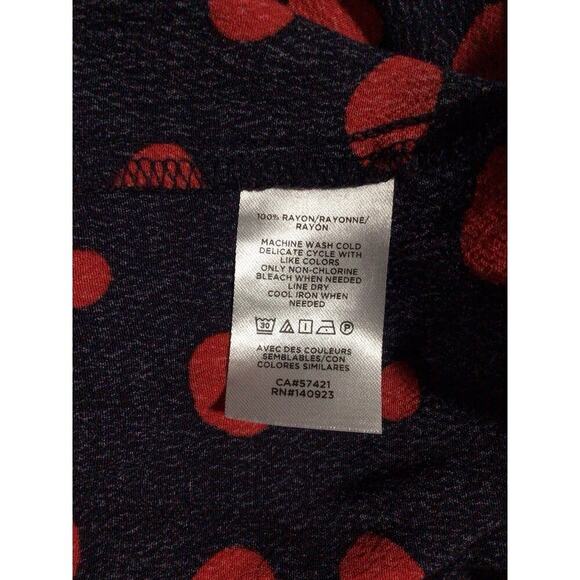 100% RAYON/RAYONNE/
RAYÓN
MACHINE WASH COLD
DELICATE CYCLE WITH
LIKE COLORS
ONLY NON-CHLORINE
BLEACH WHEN NEEDED
LINE DRY
COOL IRON WHEN
NEEDED
30 P
AVEC DES COULEURS
SEMBLABLES/CON
COLORES SIMILARES
CA#57421
RN#140923